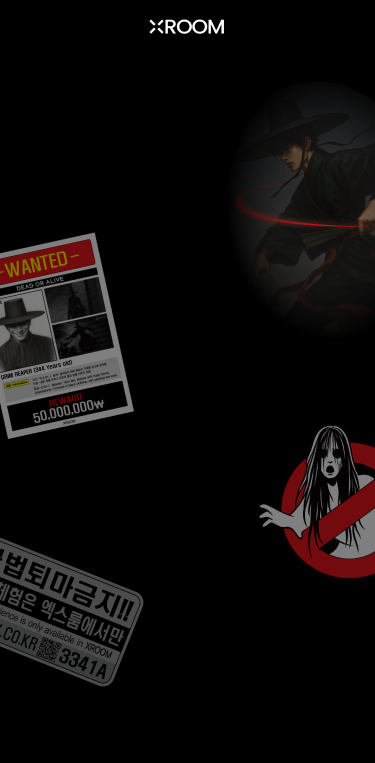 XROOM
-WANTED-
DEAD OR ALIVE
GRIM REAPER (344 Years old)
REWARD
50,000,000₩
XROOM
법퇴마금지!!
체험은 엑스룸에서만
ience is only available in XROOM
.CO.KR 3341A